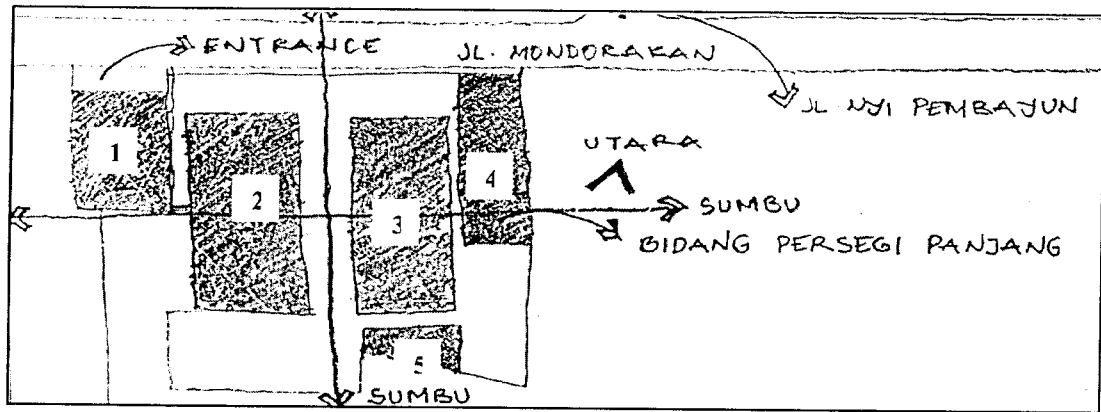 ENTRANCE
JL. MONDORAKAN
JL NYI PEMBAJUN
UTARA
1
2
3
4
SUMBU
BIDANG PERSEGI PANJANG
5
SUMBU